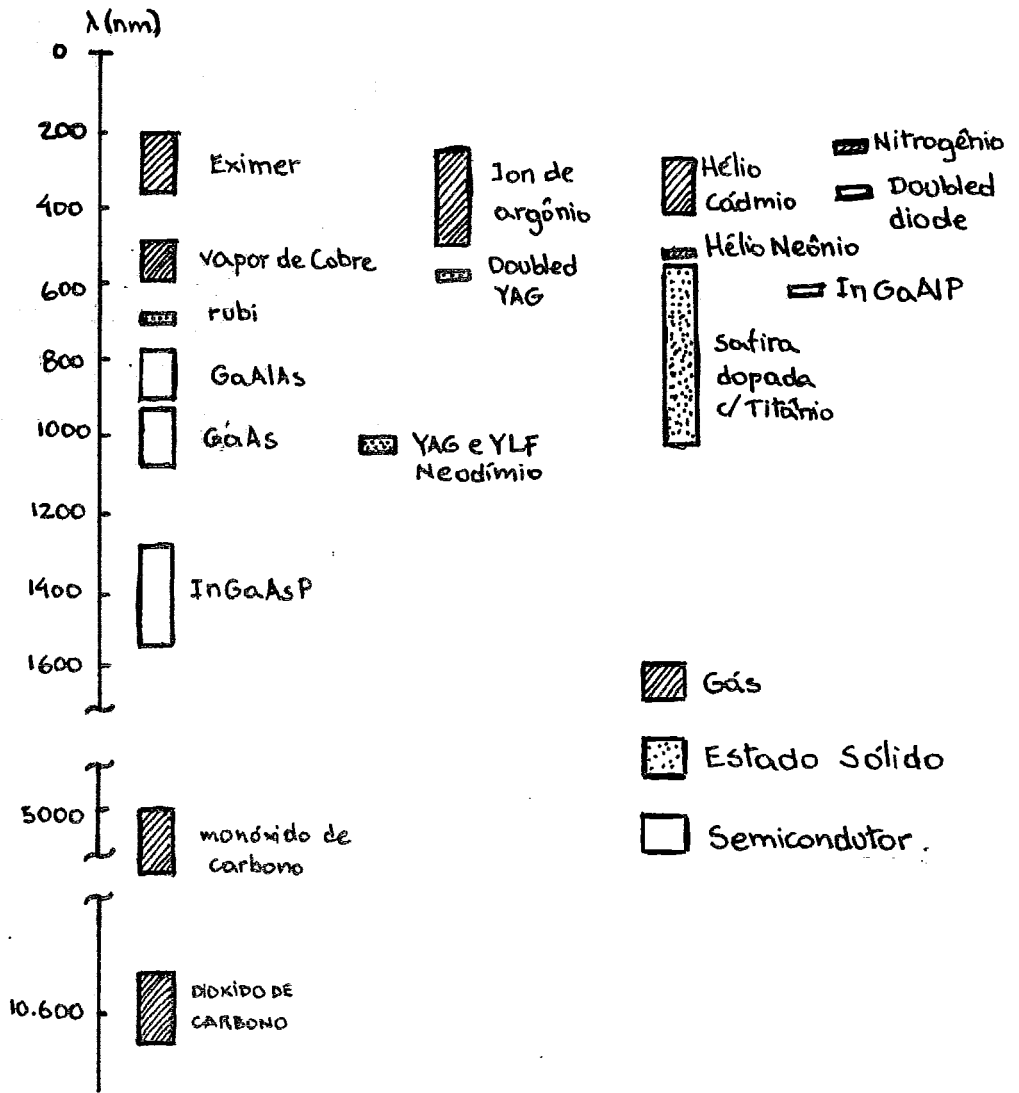 λ (nm)
0
200
400
600
800
1000
1200
1400
1600
5000
10.600
Eximer
vapor de Cobre
rubi
GaAlAs
GaAs
InGaAsP
monóxido de
carbono
DIOXIDO DE
CARBONO
Ion de
argônio
Doubled
YAG
YAG e YLF
Neodímio
Hélio
Cádmio
Hélio Neônio
safira
dopada
c/Titânio
Nitrogênio
Doubled
diode
InGaAlP
Gás
Estado Sólido
Semicondutor.